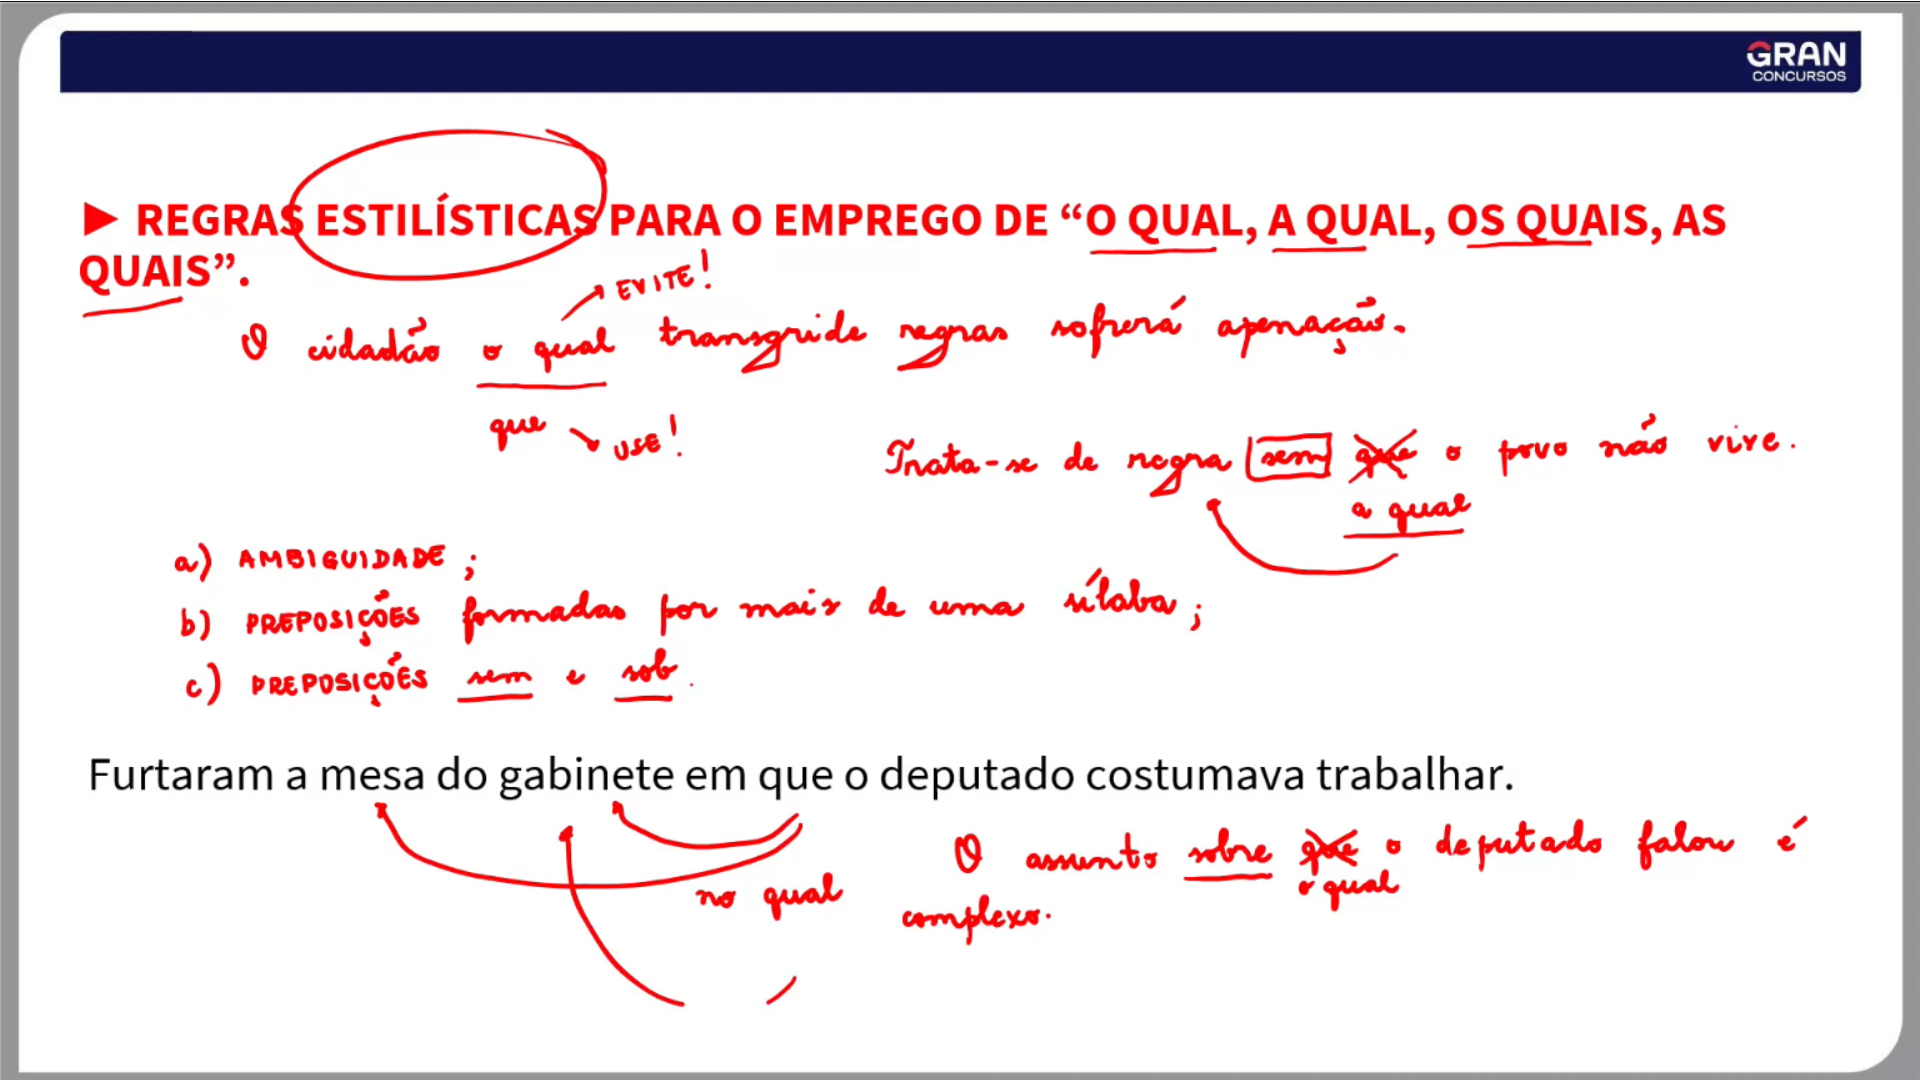 GRAN
CONCURSOS
► REGRAS ESTILÍSTICAS PARA O EMPREGO DE “O QUAL, A QUAL, OS QUAIS, AS
QUAIS”.
EVITE!
O cidadão o qual transgride regras sofrerá apenação.
que USE!
Trata-se de regra sem que o povo não vive.
a qual
a) AMBIGUIDADE;
b) PREPOSIÇÕES formadas por mais de uma sílaba;
c) PREPOSIÇÕES sem e sob.
Furtaram a mesa do gabinete em que o deputado costumava trabalhar.
no qual
O assunto sobre que o deputado falou é
o qual
complexo.